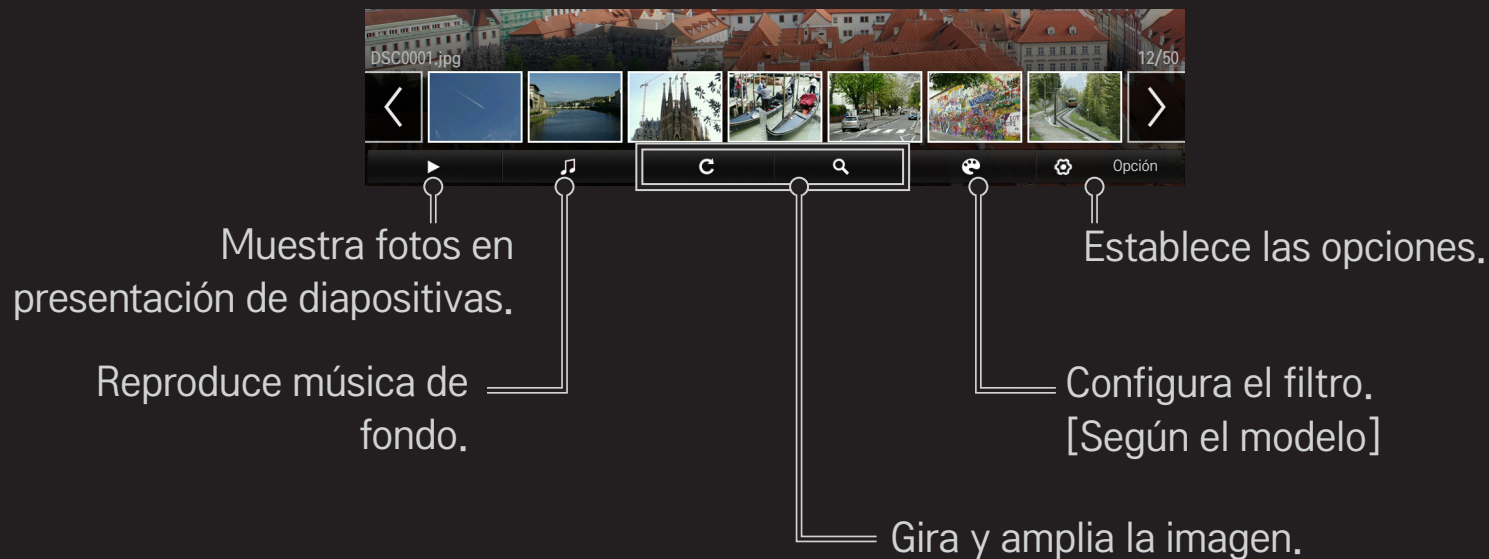 DSC0001.jpg
12/50
Opción
Muestra fotos en
presentación de diapositivas.
Establece las opciones.
Reproduce música de
fondo.
Configura el filtro.
[Según el modelo]
Gira y amplia la imagen.